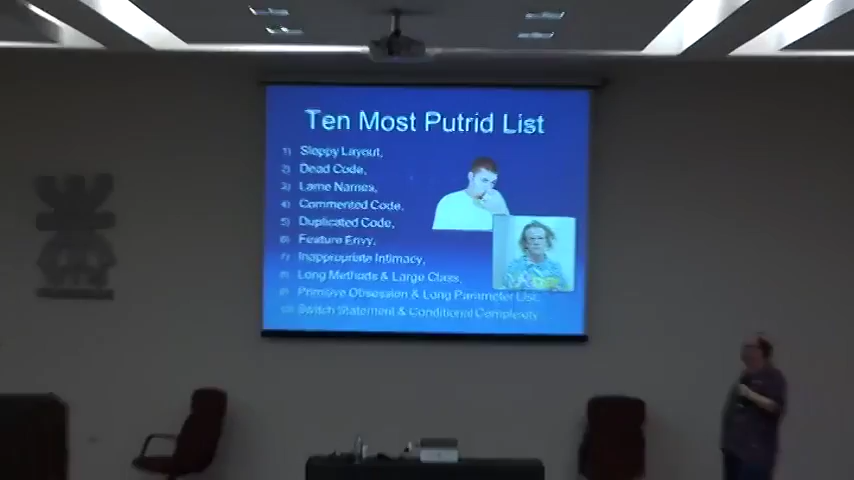 Ten Most Putrid List
1) Sloppy Layout,
2) Dead Code,
3) Lame Names,
4) Commented Code,
5) Duplicated Code,
6) Feature Envy,
7) Inappropriate Intimacy,
8) Long Methods & Large Class,
9) Primitive Obsession & Long Parameter List,
10) Switch Statement & Conditional Complexity